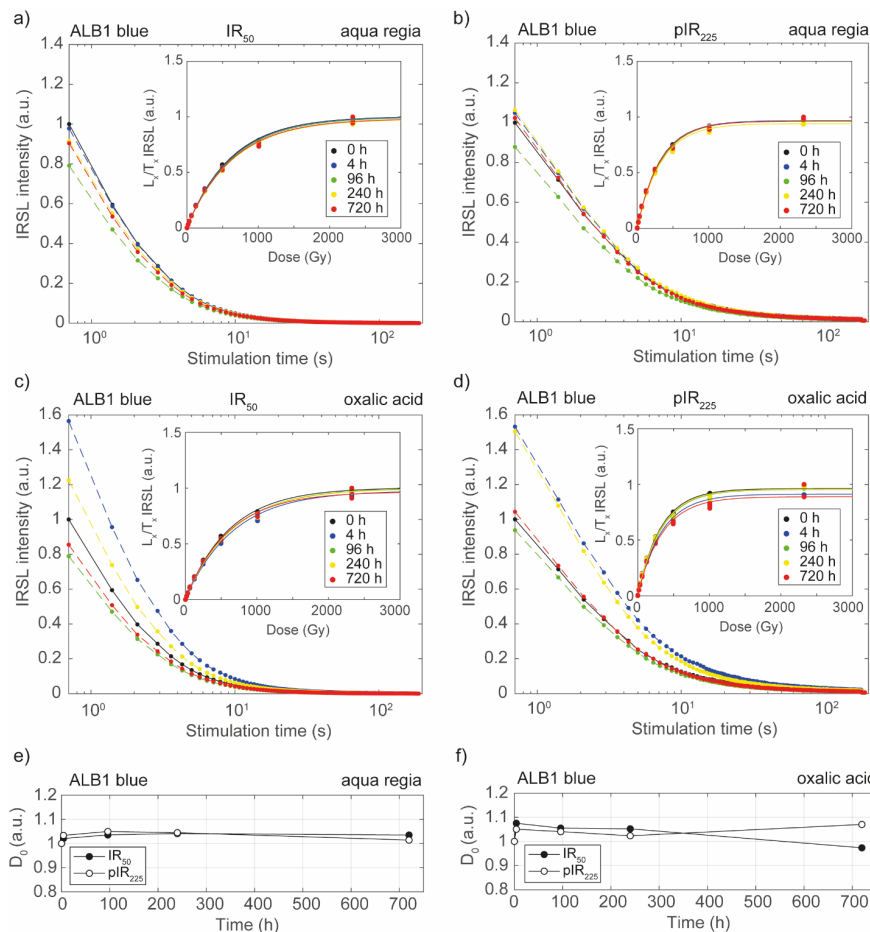 a)
ALB1 blue IR50 aqua regia
1.4
1.2
1
0.8
0.6
0.4
0.2
0
IRSL intensity (a.u.)
10^0 10^1 10^2
Stimulation time (s)
1.5
1
0.5
0
Lx/Tx IRSL (a.u.)
0 1000 2000 3000
Dose (Gy)
0 h
4 h
96 h
240 h
720 h
b)
ALB1 blue pIR225 aqua regia
1.4
1.2
1
0.8
0.6
0.4
0.2
0
IRSL intensity (a.u.)
10^0 10^1 10^2
Stimulation time (s)
1.5
1
0.5
0
Lx/Tx IRSL (a.u.)
0 1000 2000 3000
Dose (Gy)
0 h
4 h
96 h
240 h
720 h
c)
ALB1 blue IR50 oxalic acid
1.6
1.4
1.2
1
0.8
0.6
0.4
0.2
0
IRSL intensity (a.u.)
10^0 10^1 10^2
Stimulation time (s)
1.5
1
0.5
0
Lx/Tx IRSL (a.u.)
0 1000 2000 3000
Dose (Gy)
0 h
4 h
96 h
240 h
720 h
d)
ALB1 blue pIR225 oxalic acid
1.6
1.4
1.2
1
0.8
0.6
0.4
0.2
0
IRSL intensity (a.u.)
10^0 10^1 10^2
Stimulation time (s)
1.5
1
0.5
0
Lx/Tx IRSL (a.u.)
0 1000 2000 3000
Dose (Gy)
0 h
4 h
96 h
240 h
720 h
e)
ALB1 blue aqua regia
1.2
1.1
1
0.9
0.8
D0 (a.u.)
IR50
pIR225
0 100 200 300 400 500 600 700
Time (h)
f)
ALB1 blue oxalic acid
1.2
1.1
1
0.9
0.8
D0 (a.u.)
IR50
pIR225
0 100 200 300 400 500 600 700
Time (h)